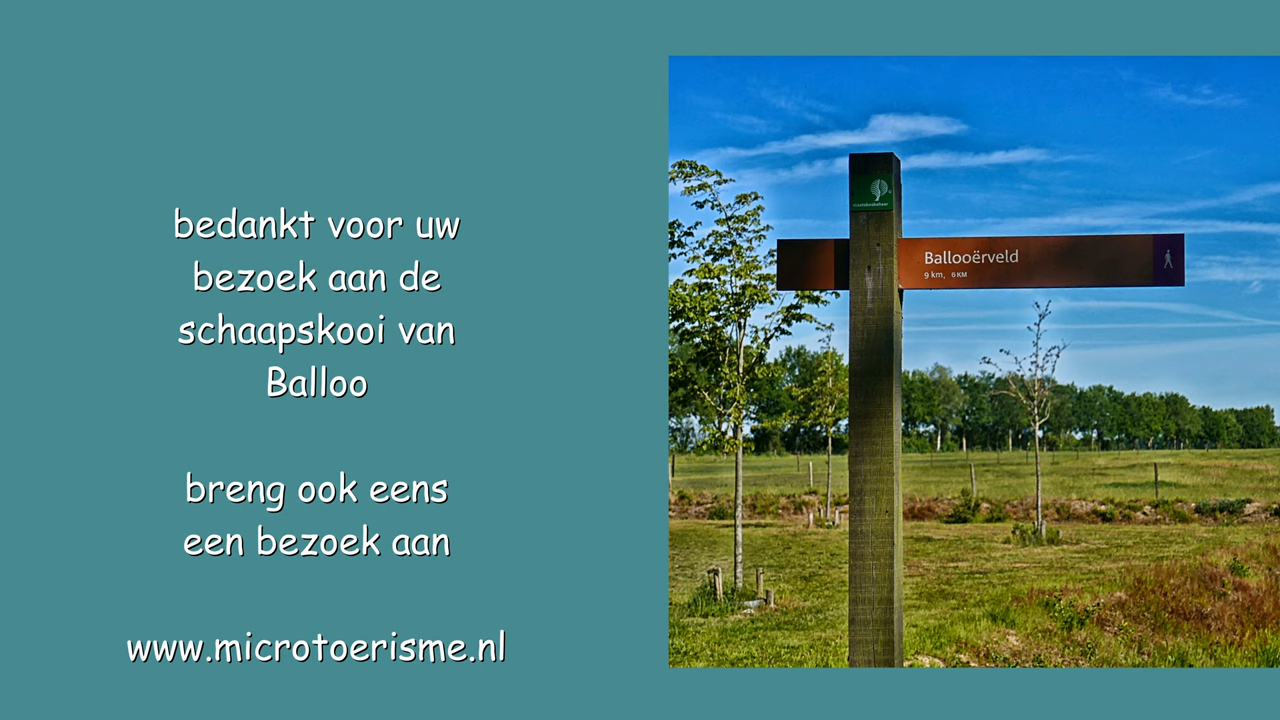 bedankt voor uw
bezoek aan de
schaapskooi van
Balloo
breng ook eens
een bezoek aan
www.microtoerisme.nl
staatsbosbeheer
Ballooërveld
9 km, 6 KM